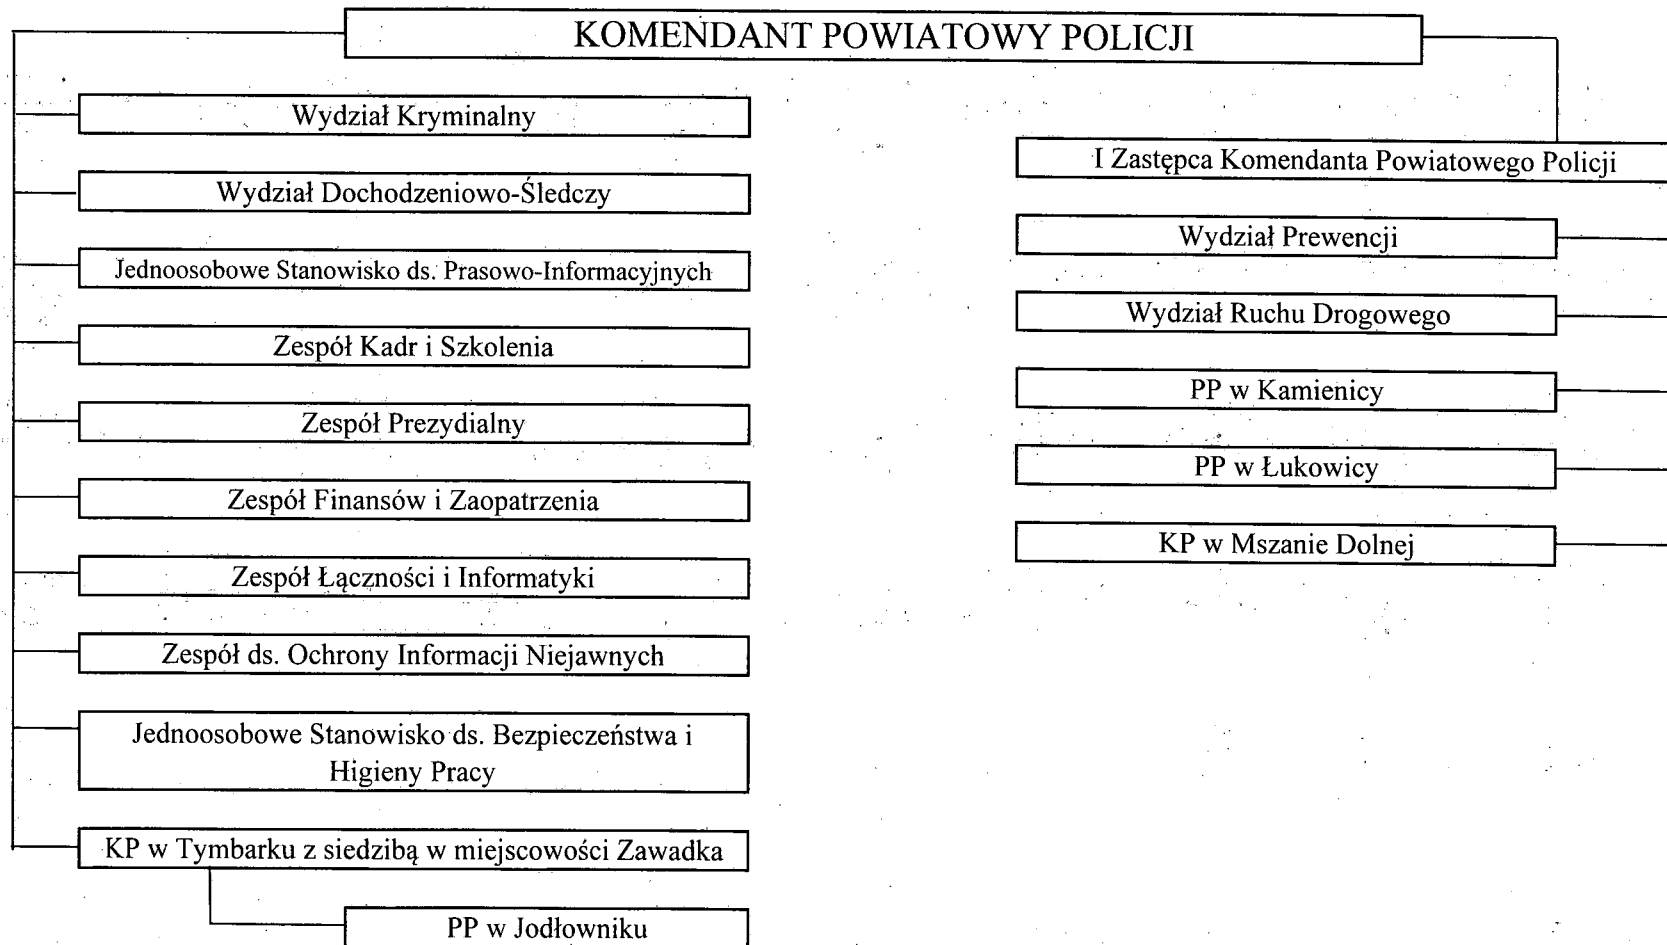 KOMENDANT POWIATOWY POLICJI
Wydział Kryminalny
Wydział Dochodzeniowo-Śledczy
Jednoosobowe Stanowisko ds. Prasowo-Informacyjnych
Zespół Kadr i Szkolenia
Zespół Prezydialny
Zespół Finansów i Zaopatrzenia
Zespół Łączności i Informatyki
Zespół ds. Ochrony Informacji Niejawnych
Jednoosobowe Stanowisko ds. Bezpieczeństwa i
Higieny Pracy
KP w Tymbarku z siedzibą w miejscowości Zawadka
PP w Jodłowniku
I Zastępca Komendanta Powiatowego Policji
Wydział Prewencji
Wydział Ruchu Drogowego
PP w Kamienicy
PP w Łukowicy
KP w Mszanie Dolnej